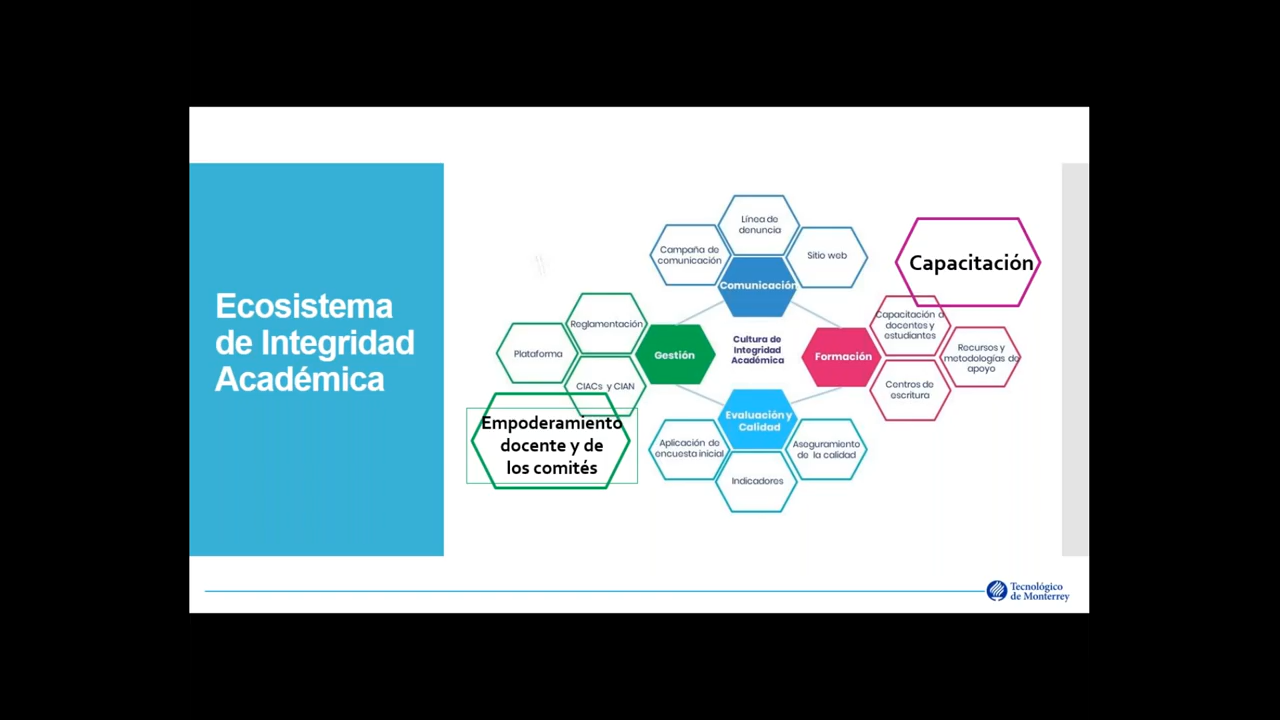 Ecosistema
de Integridad
Académica
Línea de
denuncia
Campaña de
comunicación
Sitio web
Comunicación
Capacitación
Capacitación a
docentes y
estudiantes
Recursos y
metodologías de
apoyo
Centros de
escritura
Formación
Cultura de
Integridad
Académica
Gestión
Reglamentación
Plataforma
CIACs y CIAN
Empoderamiento
docente y de
los comités
Evaluación y
Calidad
Aplicación de
encuesta inicial
Indicadores
Aseguramiento
de la calidad
Tecnológico
de Monterrey